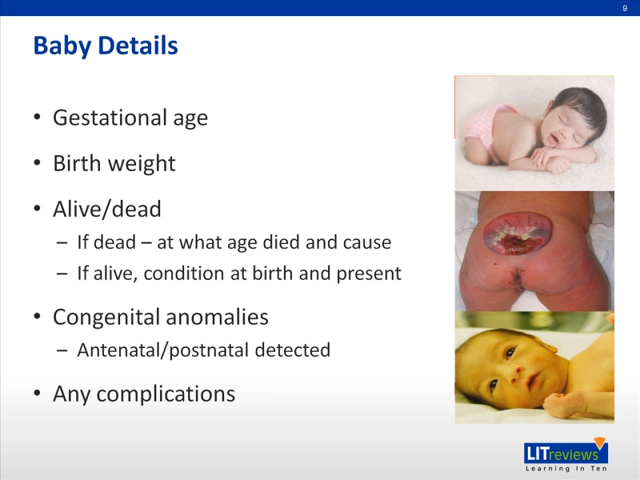 9
Baby Details
• Gestational age
• Birth weight
• Alive/dead
– If dead – at what age died and cause
– If alive, condition at birth and present
• Congenital anomalies
– Antenatal/postnatal detected
• Any complications
LITreviews
Learning In Ten